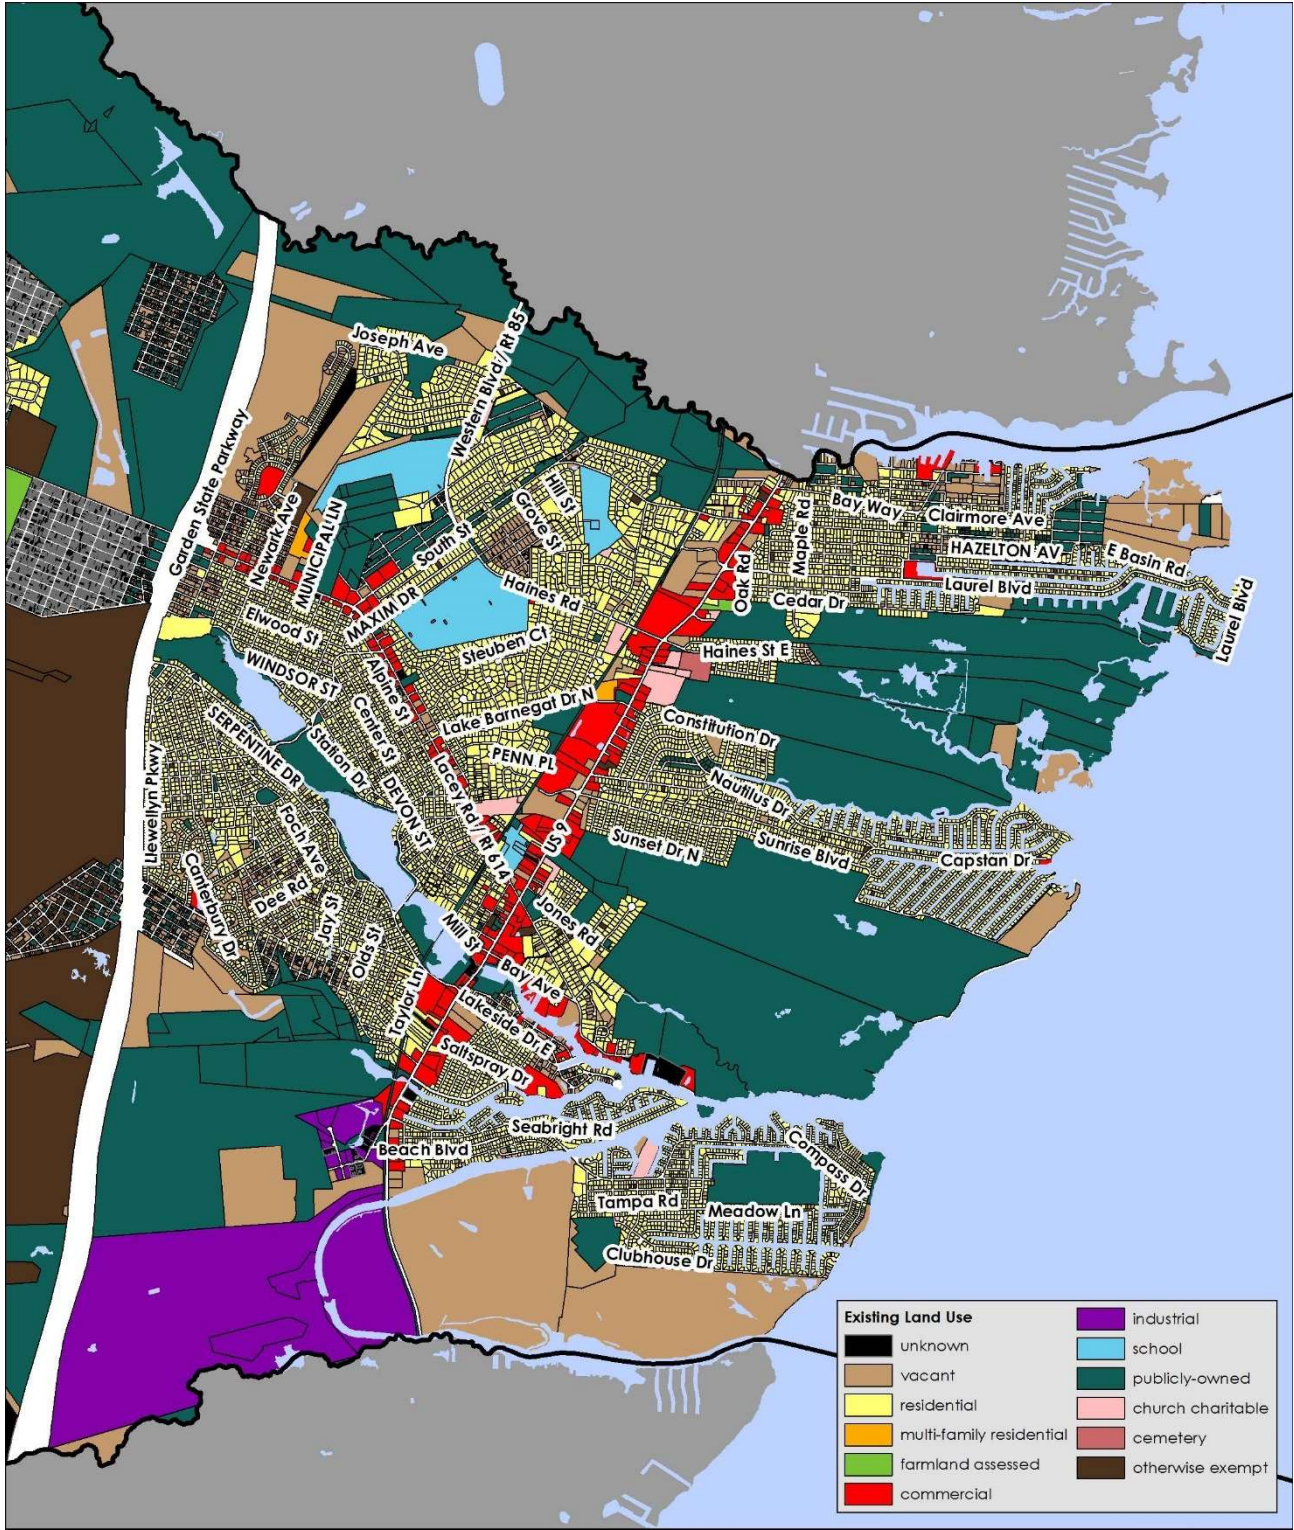 Joseph Ave
Western Blvd // Rt 85
Garden State Parkway
Newark Ave
MUNICIPAL LN
South St
Grove St
Hill St
Haines Rd
MAXIM DR
Elwood St
WINDSOR ST
Alpine St
Steuben Ct
Oak Rd
Maple Rd
Bay Way
Clairmore Ave
HAZELTON AV
E Basin Rd
Laurel Blvd
Laurel Blvd
Cedar Dr
Haines St E
Lake Barnegat Dr N
Constitution Dr
SERPENTINE DR
Station Dr
Center St
DEVON ST
PENN PL
Lacey Rd / Rt 614
US 9
Nautilus Dr
Sunset Dr N
Sunrise Blvd
Capstan Dr
Llewellyn Pkwy
Foch Ave
Canterbury Dr
Dee Rd
Jay St
Olds St
Jones Rd
Mill St
Bay Ave
Taylor Ln
Lakeside Dr E
Saltspray Dr
Seabright Rd
Beach Blvd
Compass Dr
Tampa Rd
Meadow Ln
Clubhouse Dr
Existing Land Use
unknown
vacant
residential
multi-family residential
farmland assessed
commercial
industrial
school
publicly-owned
church charitable
cemetery
otherwise exempt